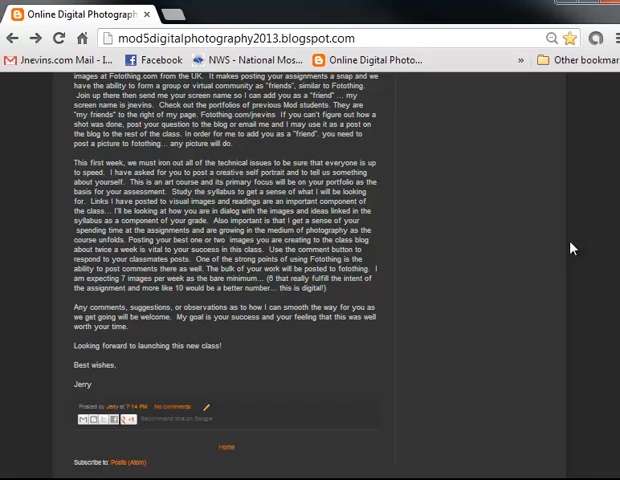 Online Digital Photograph
mod5digitalphotography2013.blogspot.com
Jnevins.com Mail - I...
Facebook
NWS - National Mos...
Online Digital Photo...
»
Other bookmar
images at Fotothing.com from the UK. It makes posting your assignments a snap and we
have the ability to form a group or virtual community as "friends", similar to Fotothing.
Join up there then send me your screen name so I can add you as a "friend" ... my
screen name is jnevins. Check out the portfolios of previous Mod students. They are
"my friends" to the right of my page. Fotothing.com/jnevins If you can't figure out how a
shot was done, post your question to the blog or email me and I may use it as a post on
the blog to the rest of the class. In order for me to add you as a "friend". you need to
post a picture to fotothing... any picture will do.
This first week, we must iron out all of the technical issues to be sure that everyone is up
to speed. I have asked for you to post a creative self portrait and to tell us something
about yourself. This is an art course and its primary focus will be on your portfolio as the
basis for your assessment. Study the syllabus to get a sense of what I will be looking
for. Links I have posted to visual images and readings are an important component of
the class... I'll be looking at how you are in dialog with the images and ideas linked in the
syllabus as a component of your grade. Also important is that I get a sense of your
spending time at the assignments and are growing in the medium of photography as the
course unfolds. Posting your best one or two images you are creating to the class blog
about twice a week is vital to your success in this class. Use the comment button to
respond to your classmates posts. One of the strong points of using Fotothing is the
ability to post comments there as well. The bulk of your work will be posted to fotothing. I
am expecting 7 images per week as the bare minimum... (6 that really fulfill the intent of
the assignment and more like 10 would be a better number... this is digital!)
Any comments, suggestions, or observations as to how I can smooth the way for you as
we get going will be welcome. My goal is your success and your feeling that this was well
worth your time.
Looking forward to launching this new class!
Best wishes,
Jerry
Posted by Jerry at 7:14 PM No comments:
Recommend this on Google
Home
Subscribe to: Posts (Atom)